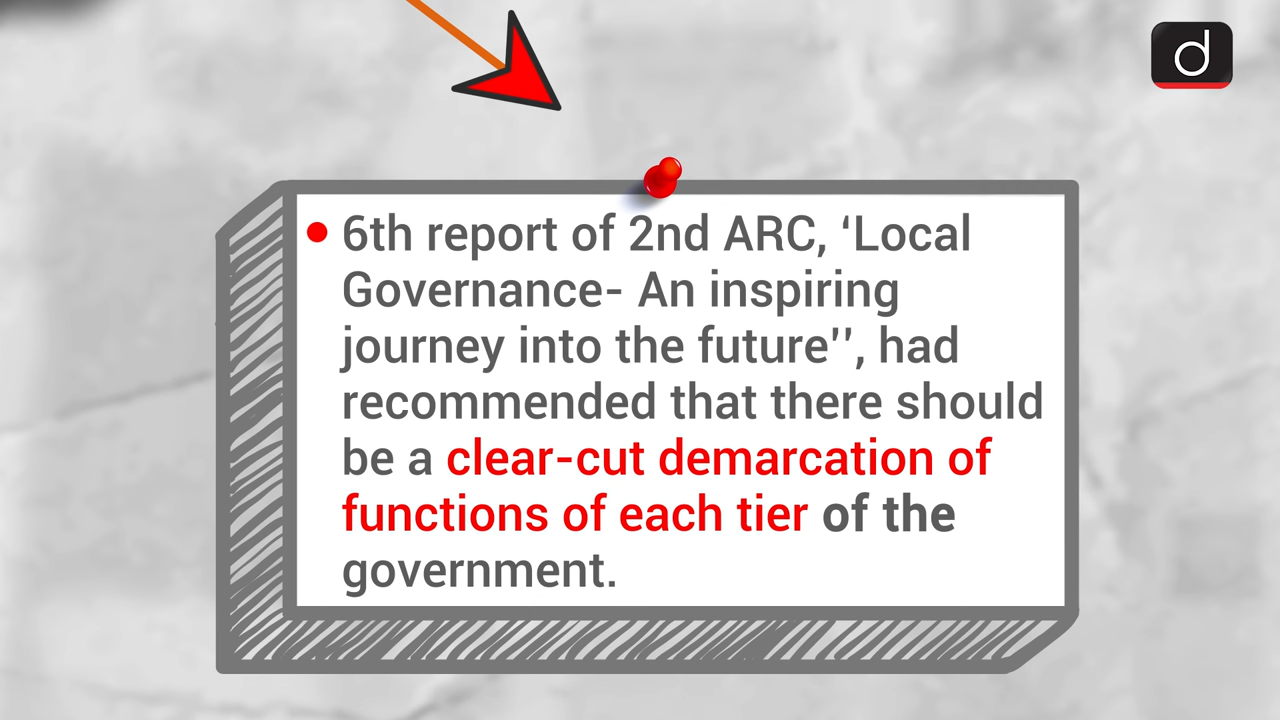 d
6th report of 2nd ARC, ‘Local
Governance- An inspiring
journey into the future’’, had
recommended that there should
be a clear-cut demarcation of
functions of each tier of the
government.